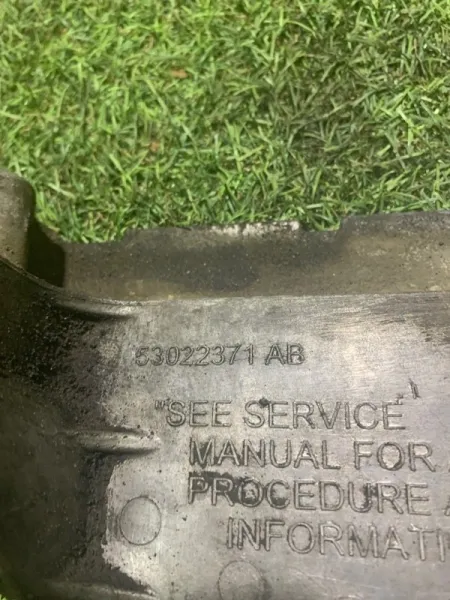 53022371 AB
"SEE SERVICE
MANUAL FOR
PROCEDURE
INFORMATI